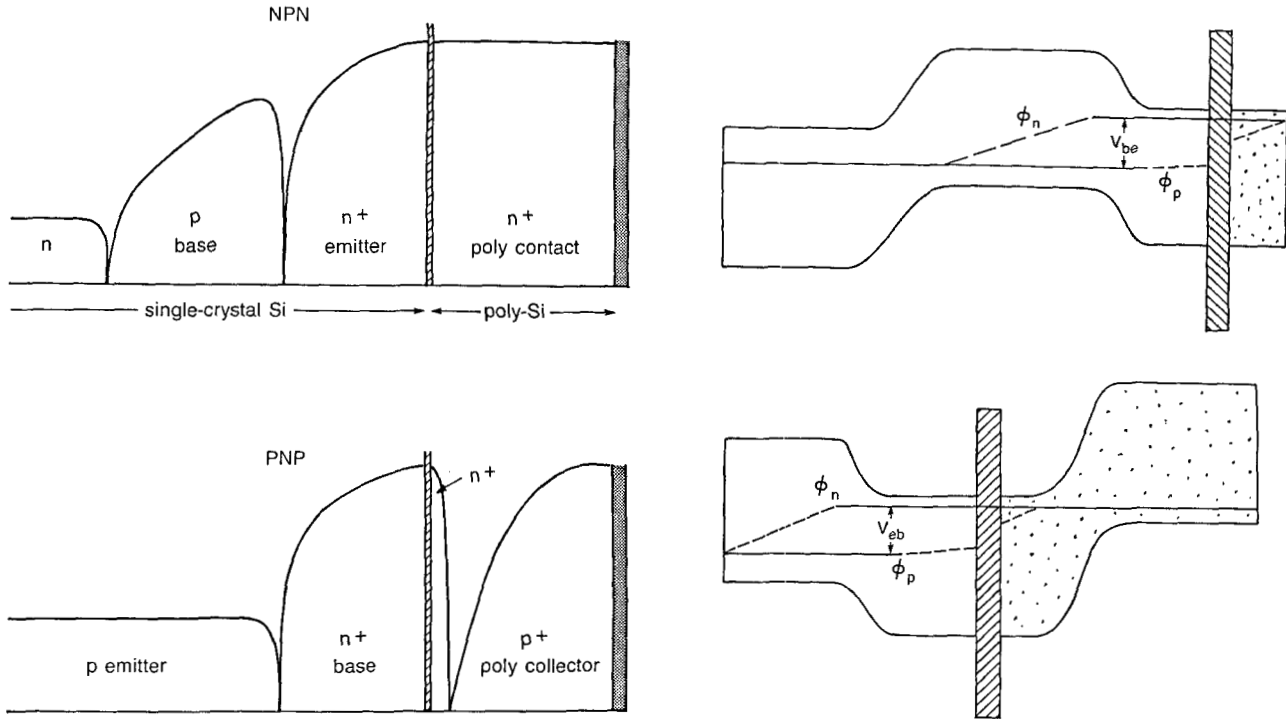 NPN
n
p
base
n+
emitter
n+
poly contact
single-crystal Si
poly-Si
ϕn
Vbe
ϕp
PNP
n+
p emitter
n+
base
p+
poly collector
ϕn
Veb
ϕp